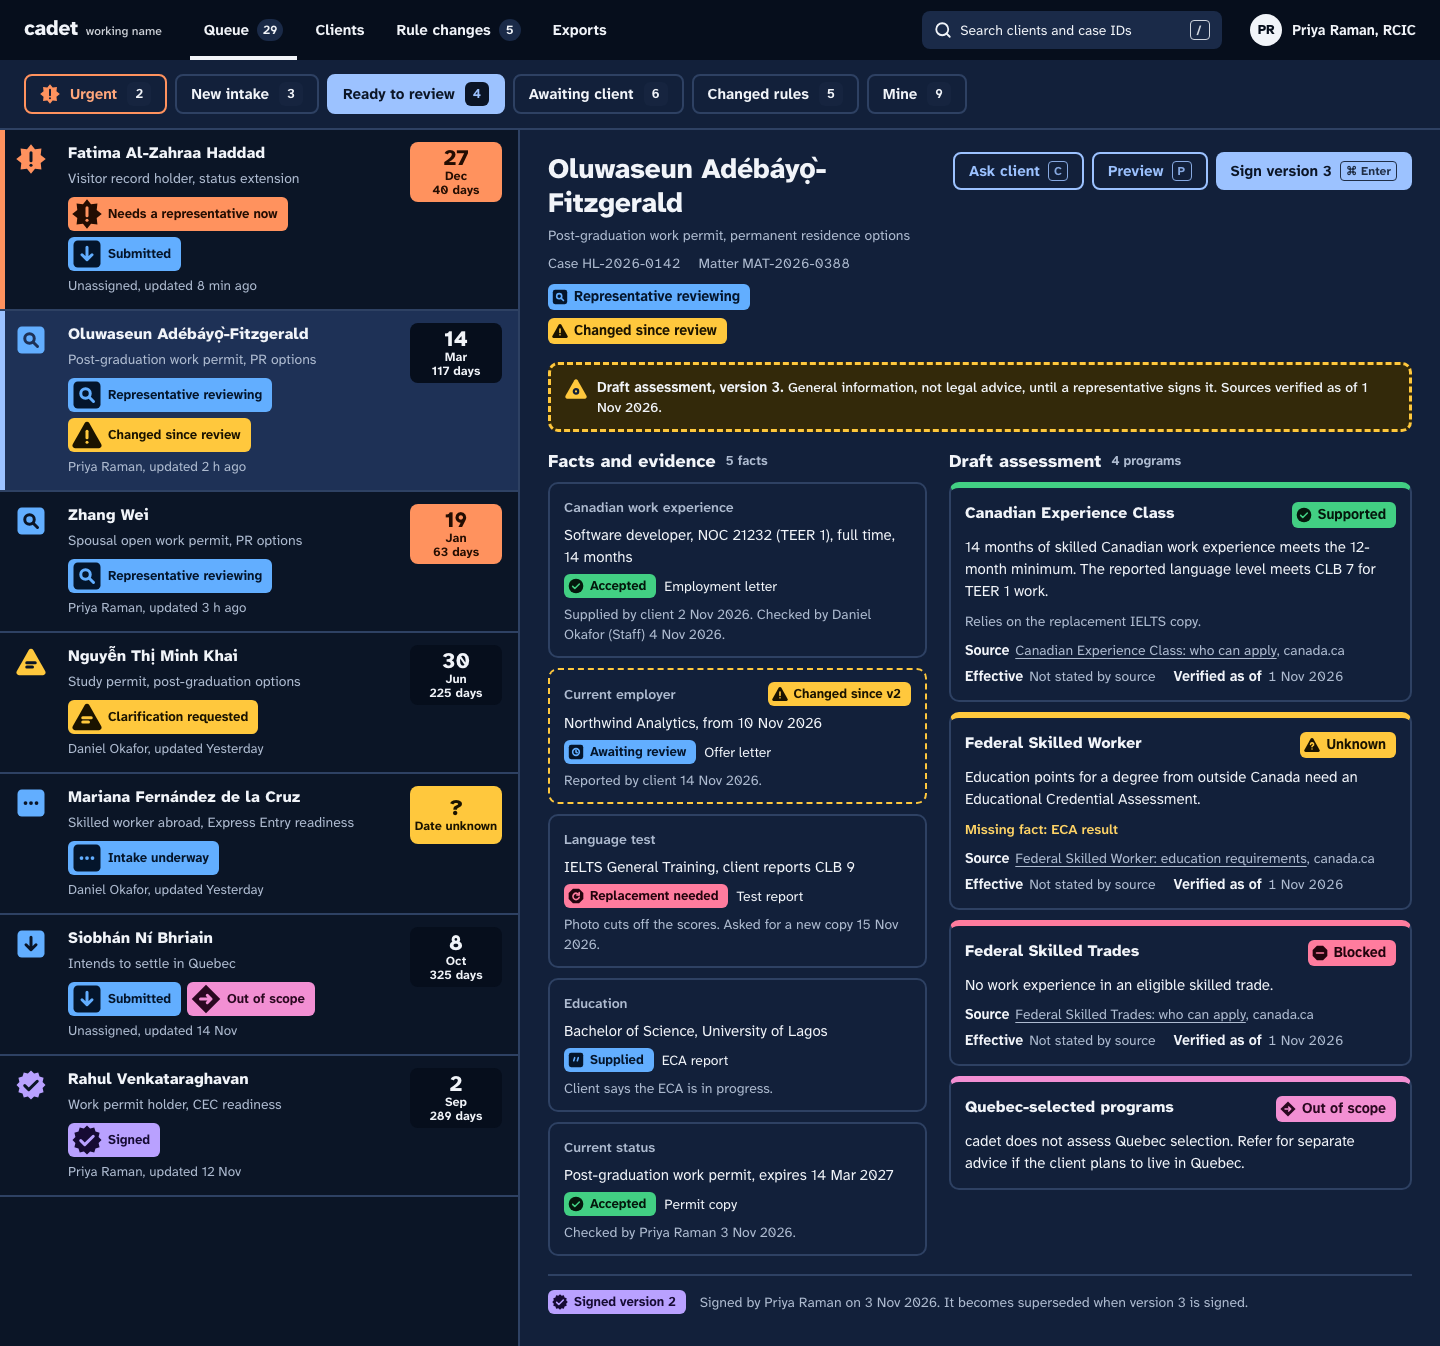 cadet working name
Queue 29
Clients
Rule changes 5
Exports
Search clients and case IDs /
PR Priya Raman, RCIC
Urgent 2
New intake 3
Ready to review 4
Awaiting client 6
Changed rules 5
Mine 9
Fatima Al-Zahraa Haddad
Visitor record holder, status extension
Needs a representative now
Submitted
Unassigned, updated 8 min ago
27
Dec
40 days
Oluwaseun Adébáyọ̀-Fitzgerald
Post-graduation work permit, PR options
Representative reviewing
Changed since review
Priya Raman, updated 2 h ago
14
Mar
117 days
Zhang Wei
Spousal open work permit, PR options
Representative reviewing
Priya Raman, updated 3 h ago
19
Jan
63 days
Nguyễn Thị Minh Khai
Study permit, post-graduation options
Clarification requested
Daniel Okafor, updated Yesterday
30
Jun
225 days
Mariana Fernández de la Cruz
Skilled worker abroad, Express Entry readiness
Intake underway
Daniel Okafor, updated Yesterday
?
Date unknown
Siobhán Ní Bhriain
Intends to settle in Quebec
Submitted
Out of scope
Unassigned, updated 14 Nov
8
Oct
325 days
Rahul Venkataraghavan
Work permit holder, CEC readiness
Signed
Priya Raman, updated 12 Nov
2
Sep
289 days
Oluwaseun Adébáyọ̀-
Fitzgerald
Post-graduation work permit, permanent residence options
Case HL-2026-0142 Matter MAT-2026-0388
Representative reviewing
Changed since review
Ask client C
Preview P
Sign version 3 ⌘ Enter
Draft assessment, version 3. General information, not legal advice, until a representative signs it. Sources verified as of 1
Nov 2026.
Facts and evidence 5 facts
Canadian work experience
Software developer, NOC 21232 (TEER 1), full time,
14 months
Accepted Employment letter
Supplied by client 2 Nov 2026. Checked by Daniel
Okafor (Staff) 4 Nov 2026.
Current employer
Changed since v2
Northwind Analytics, from 10 Nov 2026
Awaiting review Offer letter
Reported by client 14 Nov 2026.
Language test
IELTS General Training, client reports CLB 9
Replacement needed Test report
Photo cuts off the scores. Asked for a new copy 15 Nov
2026.
Education
Bachelor of Science, University of Lagos
Supplied ECA report
Client says the ECA is in progress.
Current status
Post-graduation work permit, expires 14 Mar 2027
Accepted Permit copy
Checked by Priya Raman 3 Nov 2026.
Draft assessment 4 programs
Canadian Experience Class
Supported
14 months of skilled Canadian work experience meets the 12-
month minimum. The reported language level meets CLB 7 for
TEER 1 work.
Relies on the replacement IELTS copy.
Source Canadian Experience Class: who can apply, canada.ca
Effective Not stated by source Verified as of 1 Nov 2026
Federal Skilled Worker
Unknown
Education points for a degree from outside Canada need an
Educational Credential Assessment.
Missing fact: ECA result
Source Federal Skilled Worker: education requirements, canada.ca
Effective Not stated by source Verified as of 1 Nov 2026
Federal Skilled Trades
Blocked
No work experience in an eligible skilled trade.
Source Federal Skilled Trades: who can apply, canada.ca
Effective Not stated by source Verified as of 1 Nov 2026
Quebec-selected programs
Out of scope
cadet does not assess Quebec selection. Refer for separate
advice if the client plans to live in Quebec.
Signed version 2 Signed by Priya Raman on 3 Nov 2026. It becomes superseded when version 3 is signed.